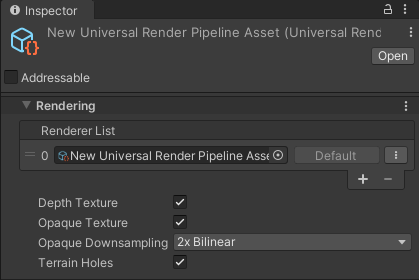 Inspector
New Universal Render Pipeline Asset (Universal Rend
Open
Addressable
Rendering
Renderer List
0 New Universal Render Pipeline Asse Default
Depth Texture
Opaque Texture
Opaque Downsampling 2x Bilinear
Terrain Holes